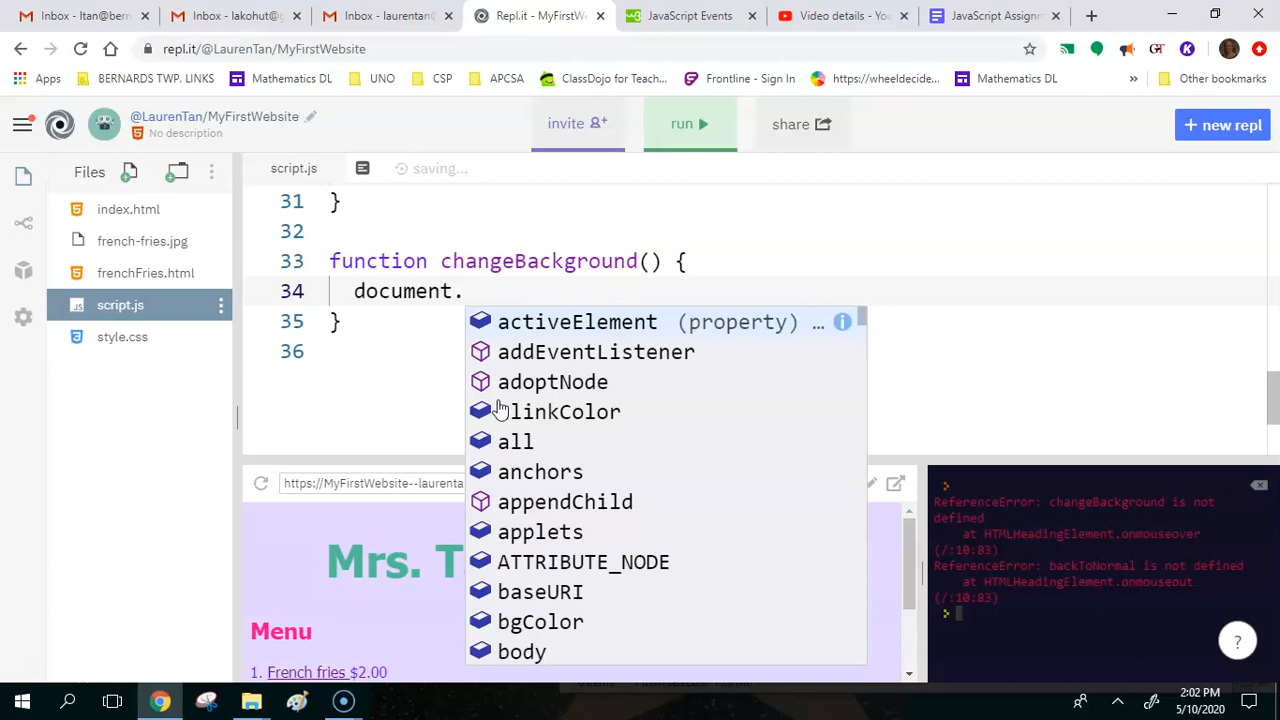 Inbox - ltan@bern
Inbox - lakohut@g
Inbox - laurentan@
Repl.it - MyFirstW
JavaScript Events
Video details - You
JavaScript Assignm
repl.it/@LaurenTan/MyFirstWebsite
Apps
BERNARDS TWP. LINKS
Mathematics DL
UNO
CSP
APCSA
ClassDojo for Teach...
Frontline - Sign In
https://wheeldecide...
Mathematics DL
»
Other bookmarks
@LaurenTan/MyFirstWebsite
No description
invite
run
share
+ new repl
Files
script.js
saving...
index.html
french-fries.jpg
frenchFries.html
script.js
style.css
31 }
32
33 function changeBackground() {
34 document.
35 }
36
activeElement (property) ...
addEventListener
adoptNode
linkColor
all
anchors
appendChild
applets
ATTRIBUTE_NODE
baseURI
bgColor
body
https://MyFirstWebsite--laurenta
Mrs. T
Menu
1. French fries $2.00
>
ReferenceError: changeBackground is not
defined
at HTMLHeadingElement.onmouseover
(/:10:83)
ReferenceError: backToNormal is not defined
at HTMLHeadingElement.onmouseout
(/:10:83)
>
?
2:02 PM
5/10/2020